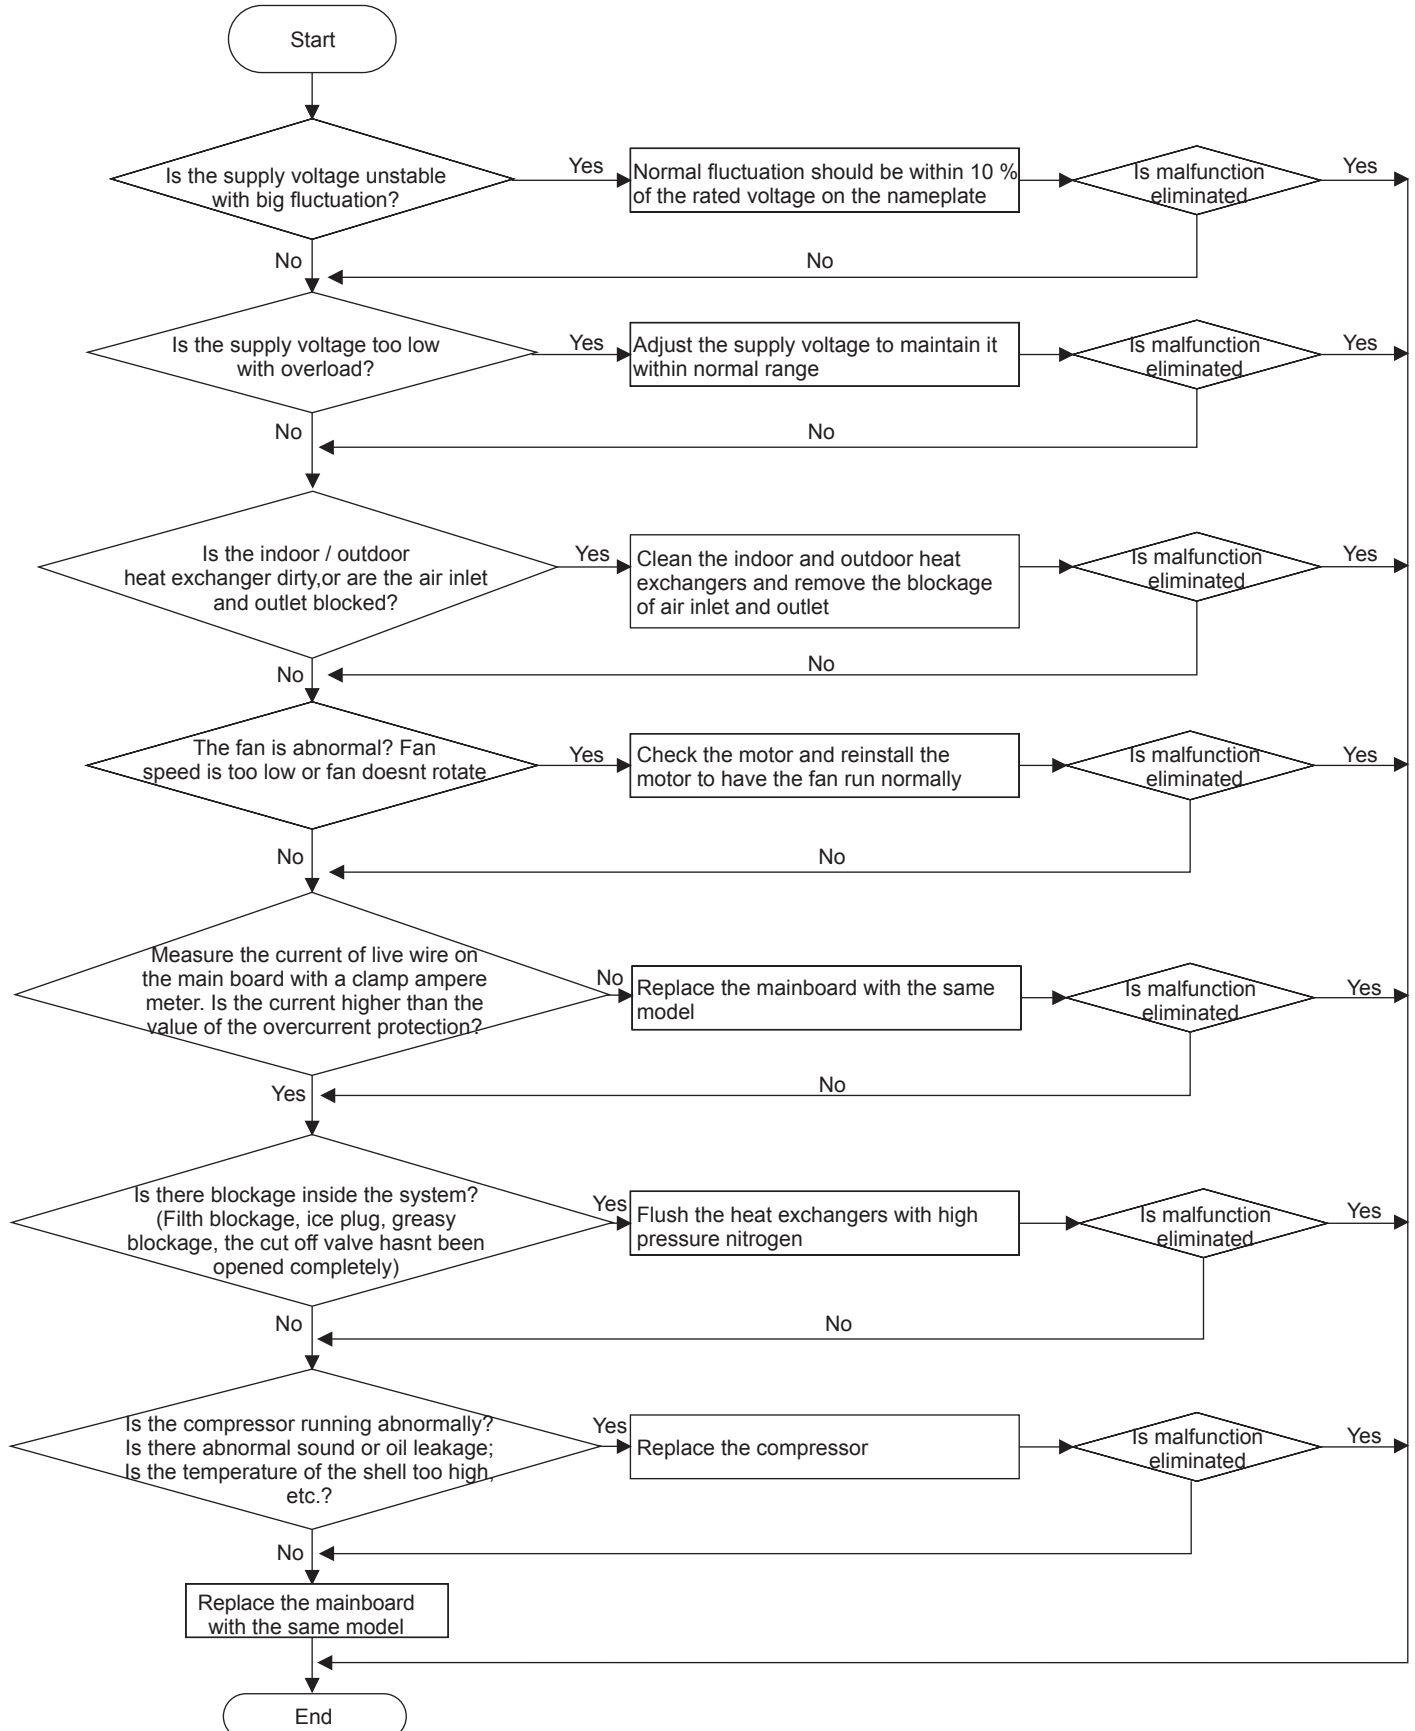 Start
Is the supply voltage unstable
with big fluctuation?
Yes
Normal fluctuation should be within 10 %
of the rated voltage on the nameplate
Is malfunction
eliminated
Yes
No
No
Is the supply voltage too low
with overload?
Yes
Adjust the supply voltage to maintain it
within normal range
Is malfunction
eliminated
Yes
No
No
Is the indoor / outdoor
heat exchanger dirty,or are the air inlet
and outlet blocked?
Yes
Clean the indoor and outdoor heat
exchangers and remove the blockage
of air inlet and outlet
Is malfunction
eliminated
Yes
No
No
The fan is abnormal? Fan
speed is too low or fan doesnt rotate
Yes
Check the motor and reinstall the
motor to have the fan run normally
Is malfunction
eliminated
Yes
No
No
Measure the current of live wire on
the main board with a clamp ampere
meter. Is the current higher than the
value of the overcurrent protection?
No
Replace the mainboard with the same
model
Is malfunction
eliminated
Yes
Yes
No
Is there blockage inside the system?
(Filth blockage, ice plug, greasy
blockage, the cut off valve hasnt been
opened completely)
Yes
Flush the heat exchangers with high
pressure nitrogen
Is malfunction
eliminated
Yes
No
No
Is the compressor running abnormally?
Is there abnormal sound or oil leakage;
Is the temperature of the shell too high,
etc.?
Yes
Replace the compressor
Is malfunction
eliminated
Yes
No
Replace the mainboard
with the same model
End